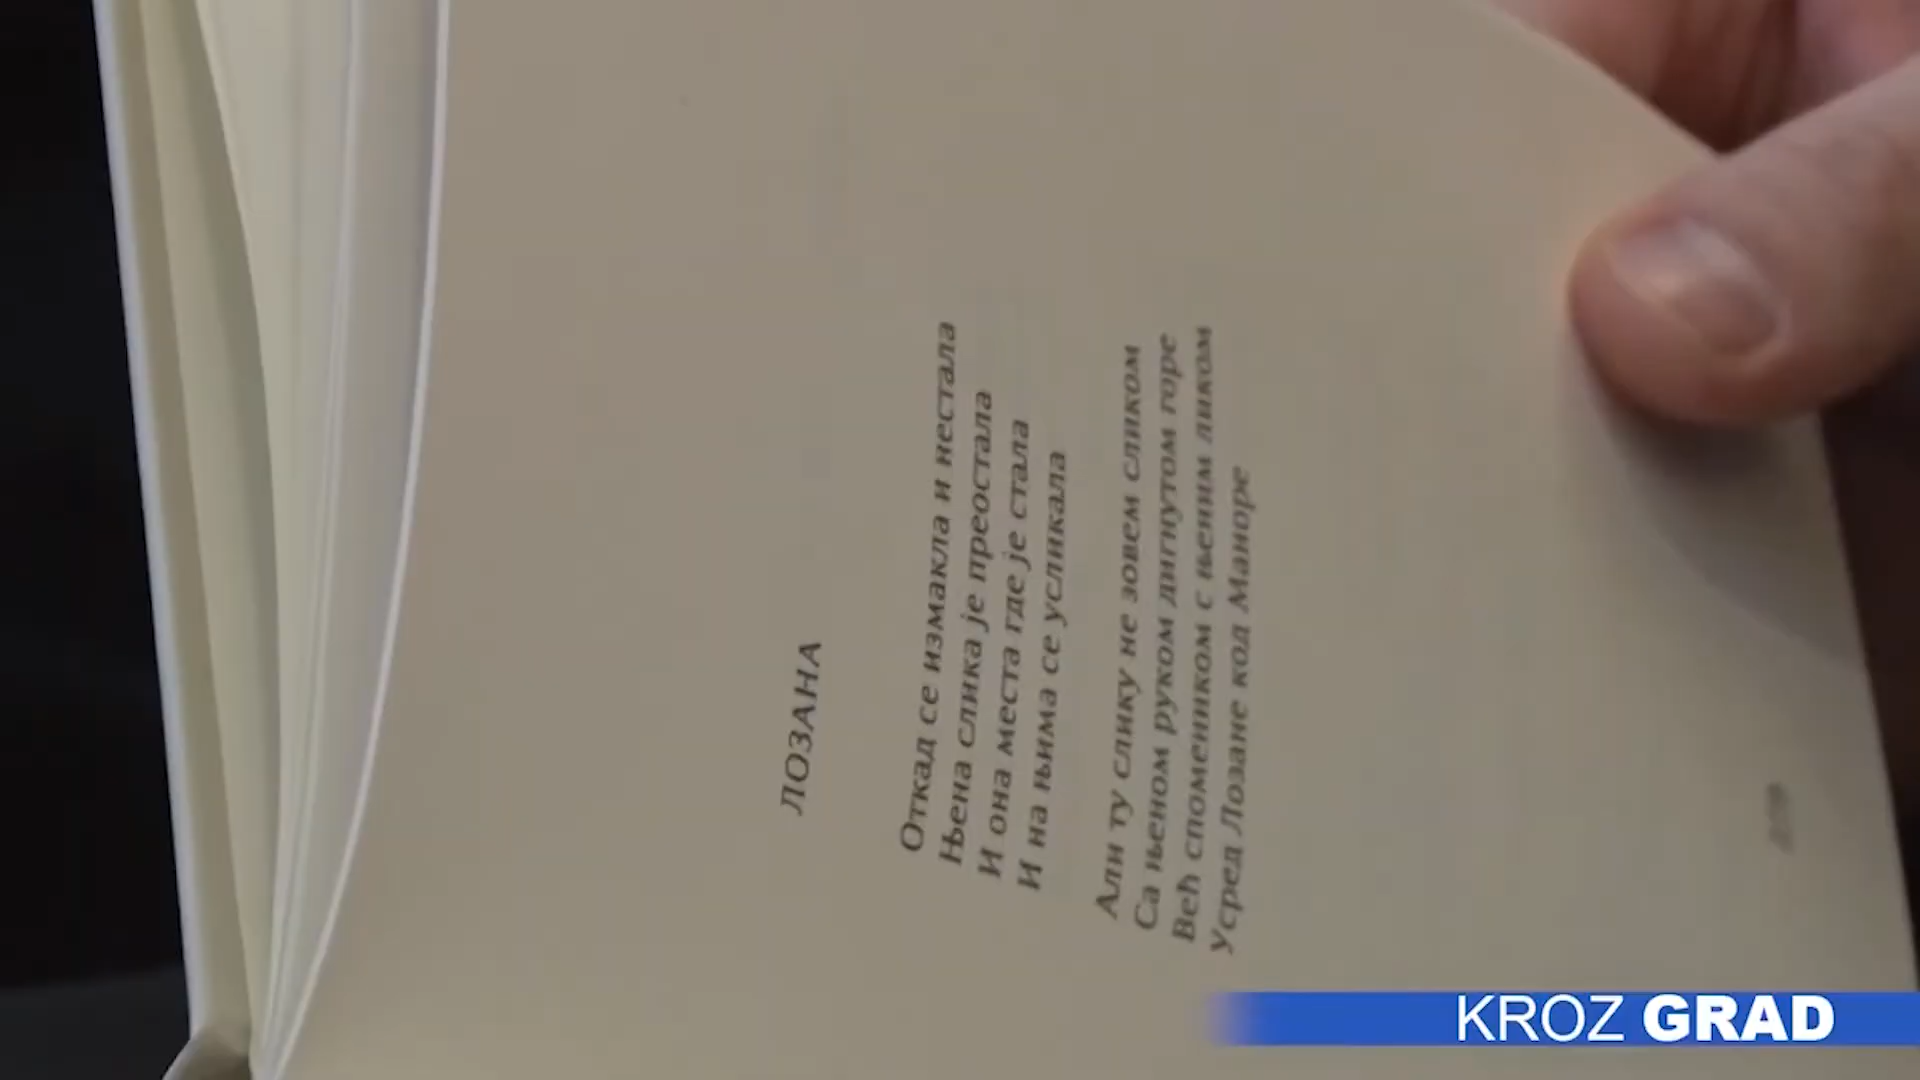 ЛОЗАНА
Откад се измакла и нестала
Њена слика је преостала
И она места где је стала
И на њима се усликала
Али ту слику не зовем сликом
Са њеном руком дигнутом горе
Већ спомеником с њеним ликом
Усред Лозане код Маноре
KROZ GRAD